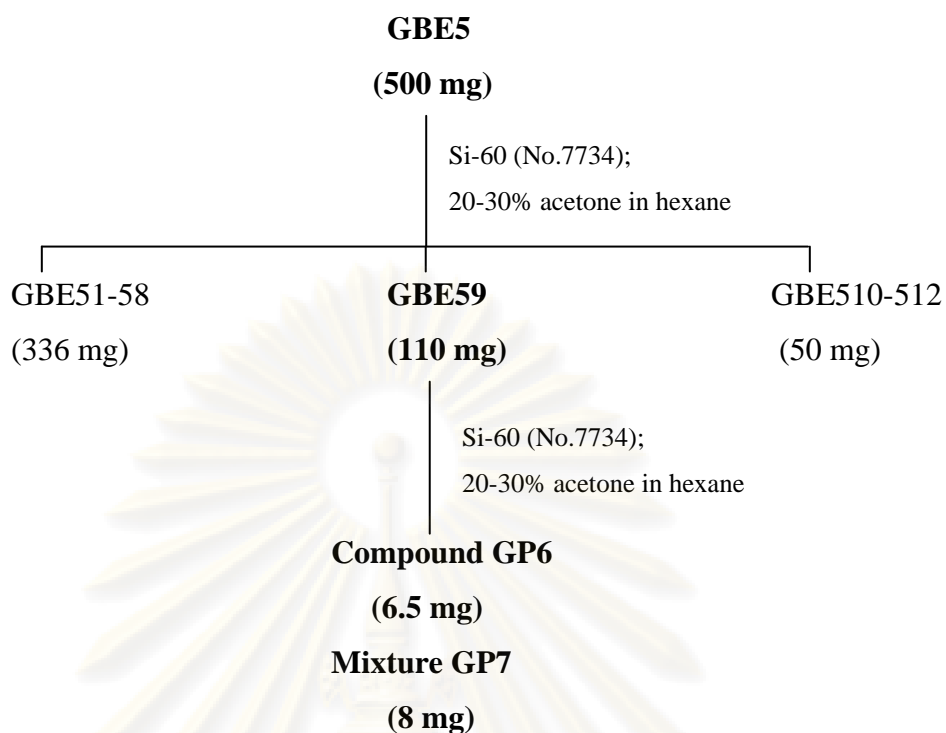 GBE5
(500 mg)
Si-60 (No.7734);
20-30% acetone in hexane
GBE51-58
(336 mg)
GBE59
(110 mg)
GBE510-512
(50 mg)
Si-60 (No.7734);
20-30% acetone in hexane
Compound GP6
(6.5 mg)
Mixture GP7
(8 mg)